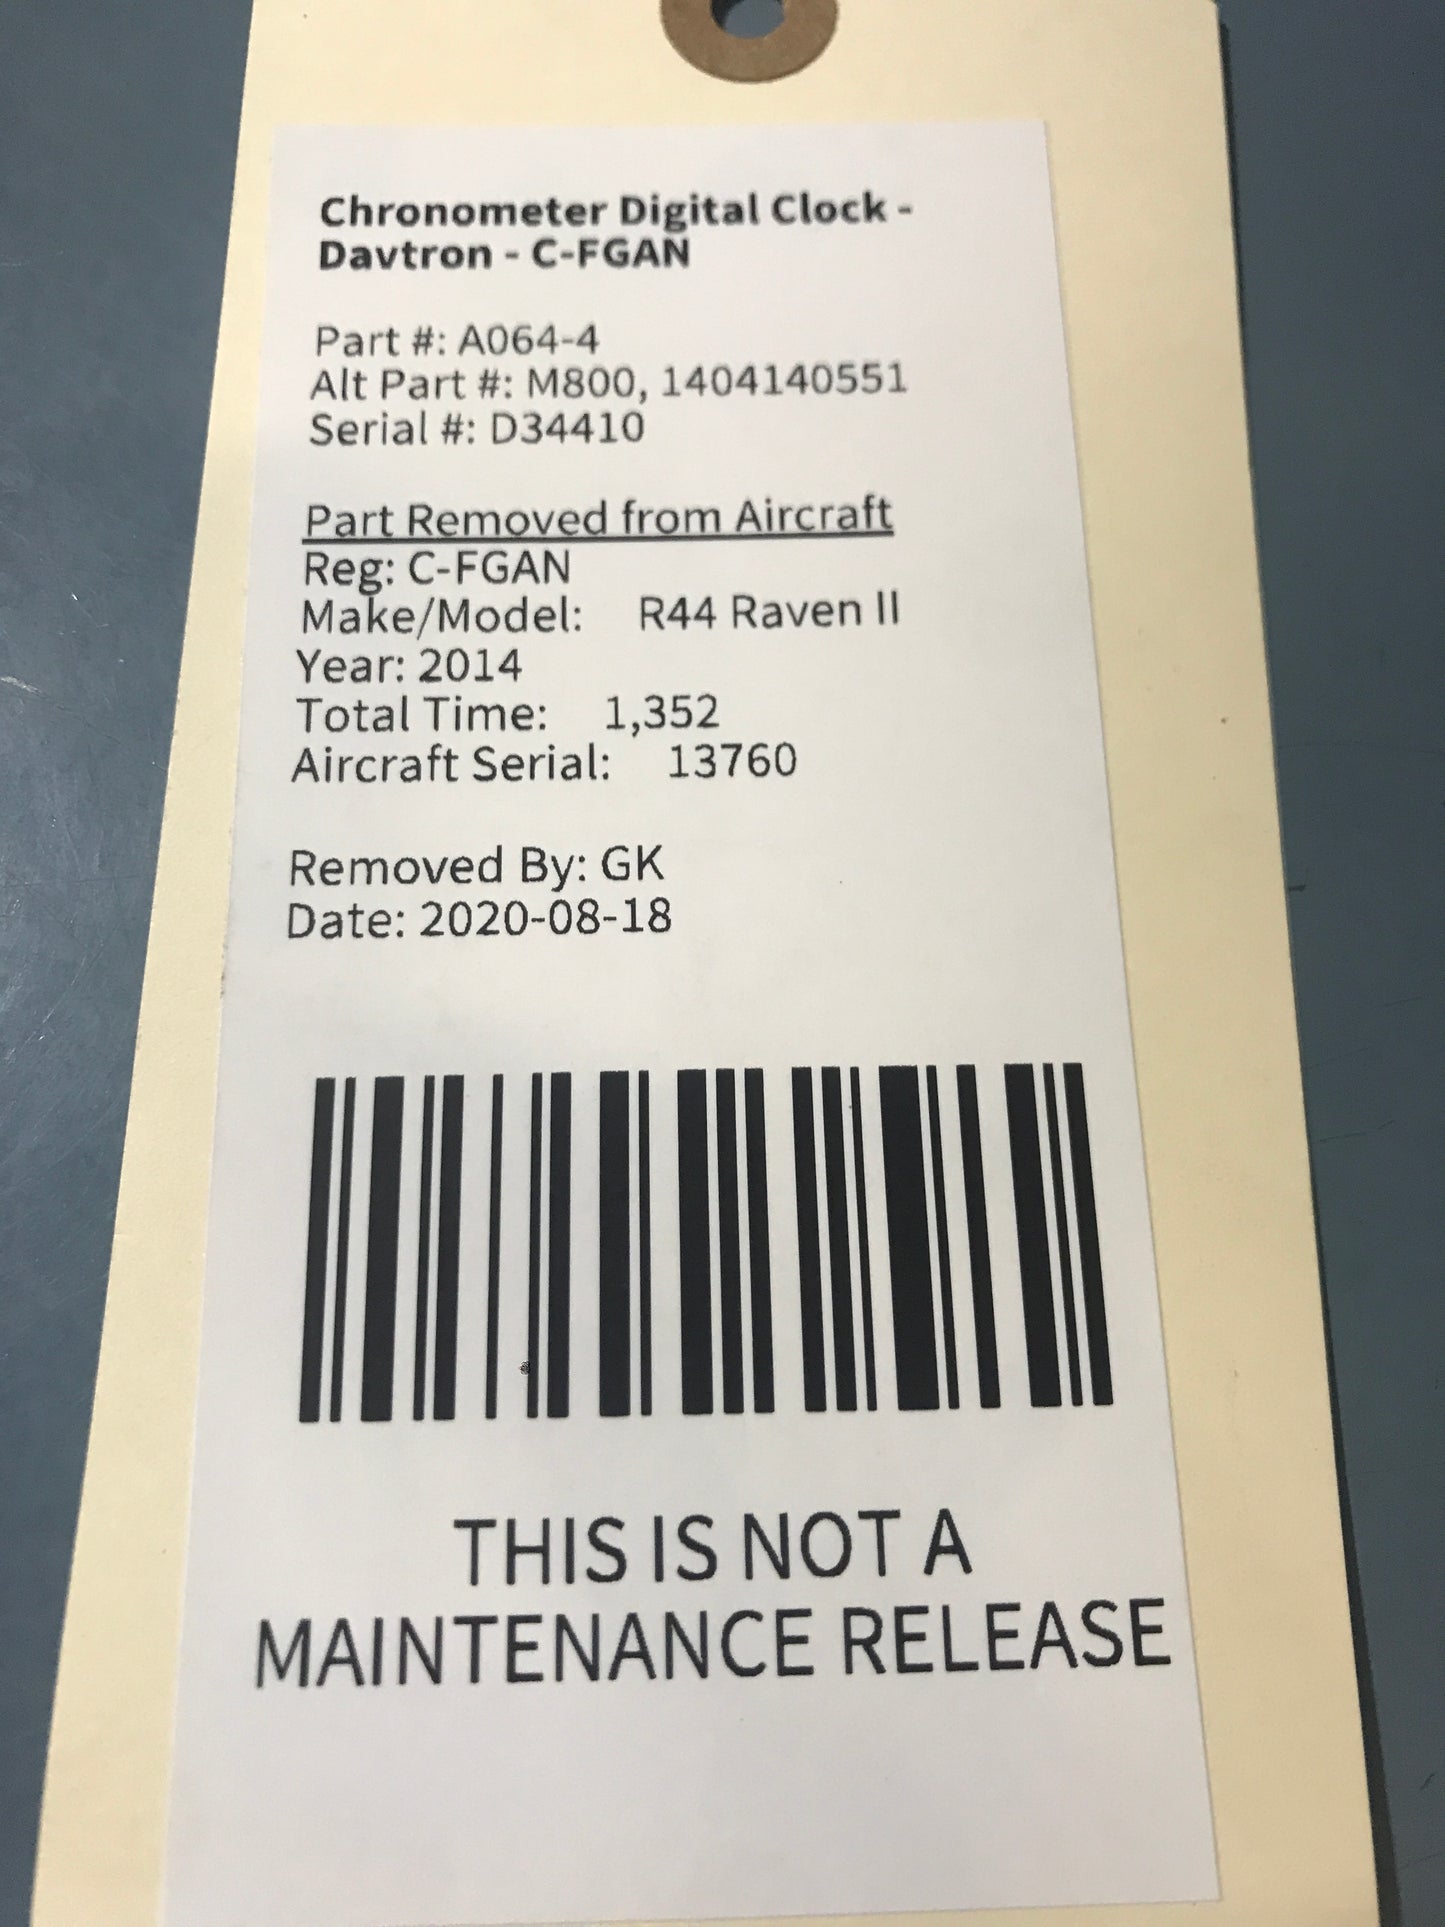 Chronometer Digital Clock -
Davtron - C-FGAN
Part #: A064-4
Alt Part #: M800, 1404140551
Serial #: D34410
Part Removed from Aircraft
Reg: C-FGAN
Make/Model: R44 Raven II
Year: 2014
Total Time: 1,352
Aircraft Serial: 13760
Removed By: GK
Date: 2020-08-18
THIS IS NOT A
MAINTENANCE RELEASE